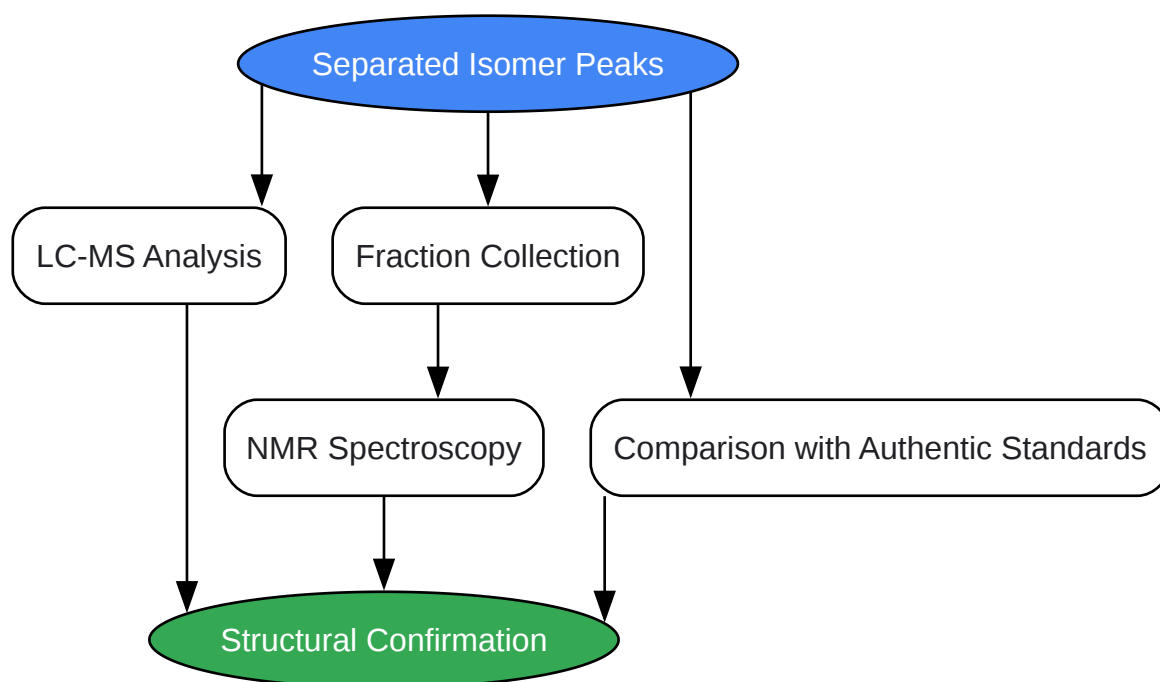 Separated Isomer Peaks
LC-MS Analysis
Fraction Collection
NMR Spectroscopy
Comparison with Authentic Standards
Structural Confirmation